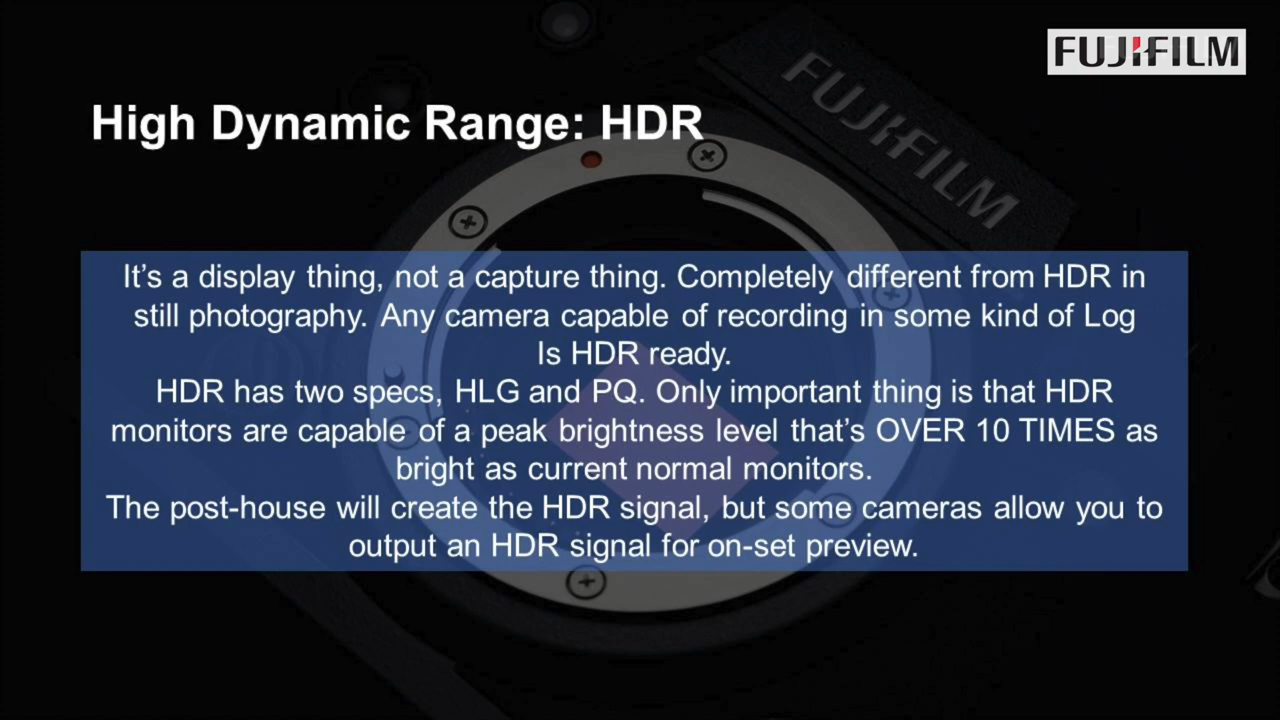 FUJIFILM
FUJIFILM
High Dynamic Range: HDR
It’s a display thing, not a capture thing. Completely different from HDR in
still photography. Any camera capable of recording in some kind of Log
Is HDR ready.
HDR has two specs, HLG and PQ. Only important thing is that HDR
monitors are capable of a peak brightness level that’s OVER 10 TIMES as
bright as current normal monitors.
The post-house will create the HDR signal, but some cameras allow you to
output an HDR signal for on-set preview.